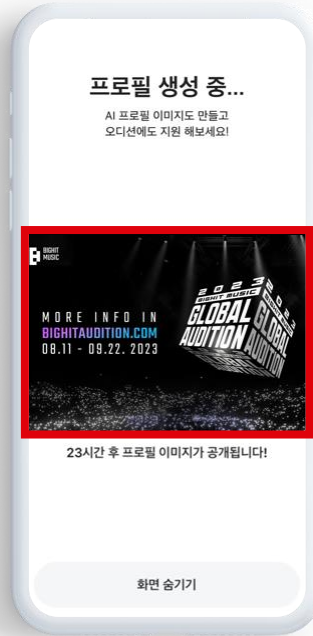 프로필 생성 중...
AI 프로필 이미지도 만들고
오디션에도 지원 해보세요!
BIGHIT
MUSIC
MORE INFO IN
BIGHITAUDITION.COM
08.11 - 09.22. 2023
2023
BIGHIT MUSIC
GLOBAL
AUDITION
2023
GLOBAL
AUDITION
23시간 후 프로필 이미지가 공개됩니다!
화면 숨기기